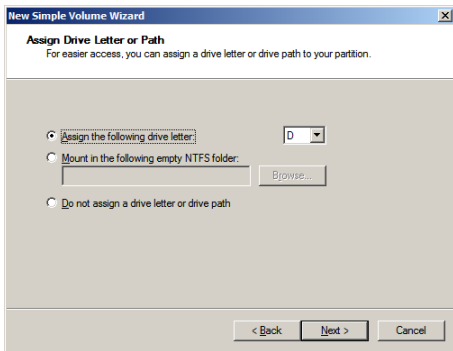 New Simple Volume Wizard
Assign Drive Letter or Path
For easier access, you can assign a drive letter or drive path to your partition.
Assign the following drive letter: D
Mount in the following empty NTFS folder:
Browse...
Do not assign a drive letter or drive path
< Back Next > Cancel